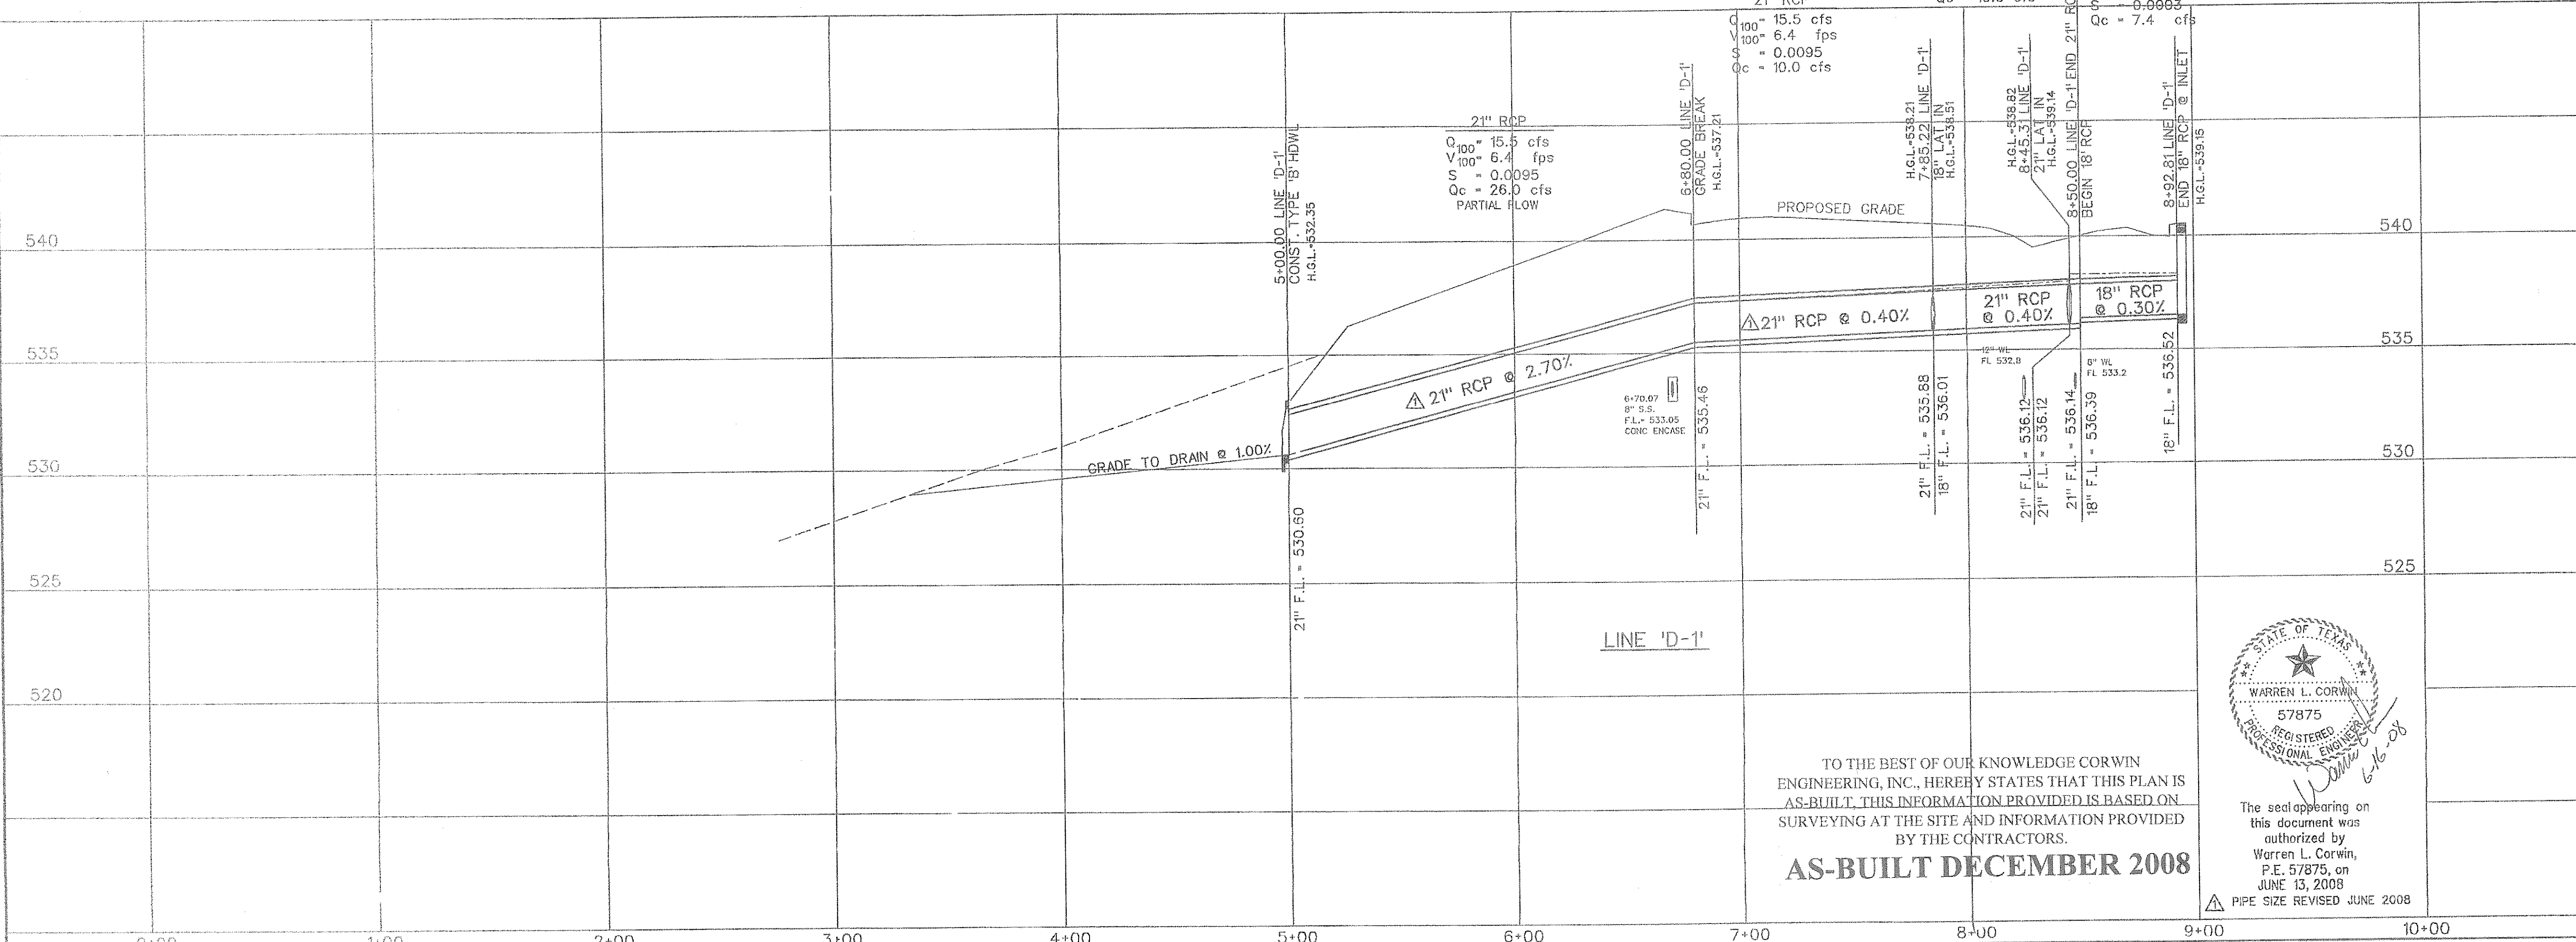 Q100= 15.5 cfs
V100= 6.4 fps
S = 0.0095
Qc = 10.0 cfs
S = 0.0003
Qc = 7.4 cfs
21" RCP
Q100= 15.5 cfs
V100= 6.4 fps
S = 0.0095
Qc = 26.0 cfs
PARTIAL FLOW
5+00.00 LINE 'D-1'
CONST. TYPE 'B' HDWL
H.G.L.=532.35
6+80.00 LINE 'D-1'
GRADE BREAK
H.G.L.=537.21
H.G.L.=538.21
7+85.22 LINE 'D-1'
18" LAT IN
H.G.L.=538.51
H.G.L.=538.82
8+45.31 LINE 'D-1'
21" LAT IN
H.G.L.=539.14
8+50.00 LINE 'D-1' END 21"
BEGIN 18' RCP
8+92.81 LINE 'D-1'
END 18" RCP @ INLET
H.G.L.=539.15
PROPOSED GRADE
540
540
21" RCP @ 2.70%
1 21" RCP @ 0.40%
21" RCP
@ 0.40%
18" RCP
@ 0.30%
535
535
12" WL
FL 532.8
8" WL
FL 533.2
6+70.07
8" S.S.
F.L.= 533.05
CONC ENCASE
GRADE TO DRAIN @ 1.00%
530
530
21" F.L. = 530.60
21" F.L. = 535.46
21" F.L. = 535.88
18" F.L. = 536.01
21" F.L. = 536.12
21" F.L. = 536.12
21" F.L. = 536.14
18" F.L. = 536.39
18" F.L. = 536.52
525
525
LINE 'D-1'
520
STATE OF TEXAS
WARREN L. CORWIN
57875
REGISTERED
PROFESSIONAL ENGINEER
6-16-08
TO THE BEST OF OUR KNOWLEDGE CORWIN
ENGINEERING, INC., HEREBY STATES THAT THIS PLAN IS
AS-BUILT, THIS INFORMATION PROVIDED IS BASED ON
SURVEYING AT THE SITE AND INFORMATION PROVIDED
BY THE CONTRACTORS.
AS-BUILT DECEMBER 2008
The seal appearing on
this document was
authorized by
Warren L. Corwin,
P.E. 57875, on
JUNE 13, 2008
1 PIPE SIZE REVISED JUNE 2008
2+00
3+00
4+00
5+00
6+00
7+00
8+00
9+00
10+00